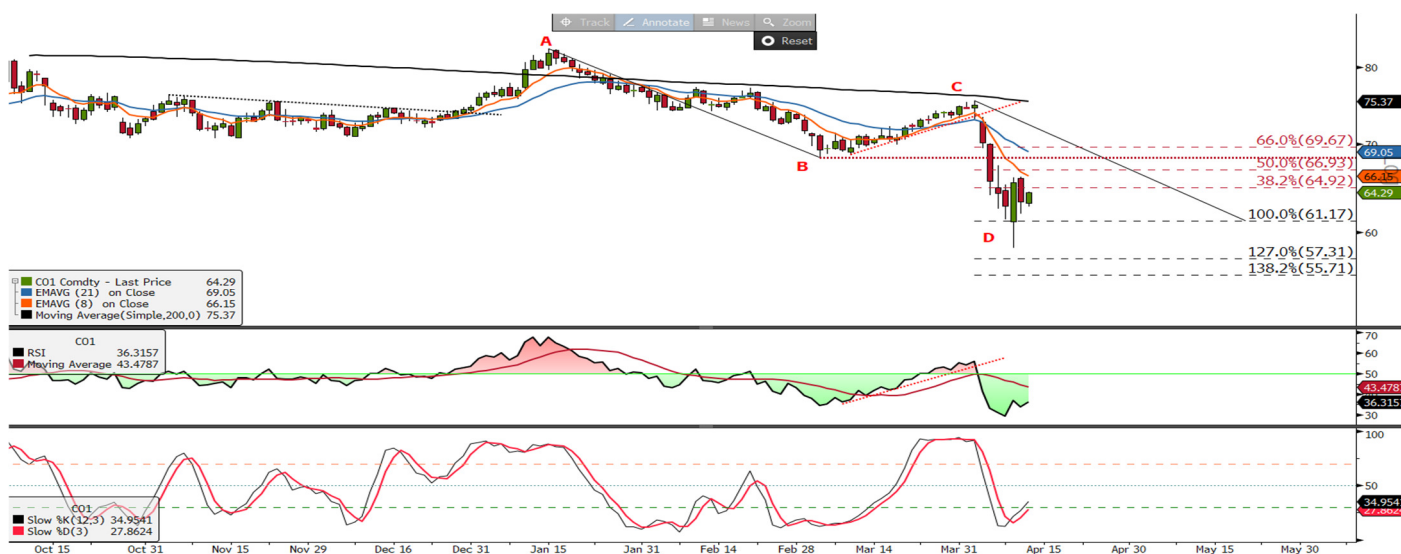 Track Annotate News Zoom
Reset
A
B
C
D
80
75.37
70
69.05
66.15
64.29
60
66.0%(69.67)
50.0%(66.93)
38.2%(64.92)
100.0%(61.17)
127.0%(57.31)
138.2%(55.71)
CO1 Comdty - Last Price 64.29
EMAVG (21) on Close 69.05
EMAVG (8) on Close 66.15
Moving Average(Simple,200,0) 75.37
CO1
RSI 36.3157
Moving Average 43.4787
70
60
50
43.4787
36.3157
30
CO1
Slow %K(12,3) 34.9541
Slow %D(3) 27.8624
100
50
34.9541
27.8624
0
Oct 15 Oct 31 Nov 15 Nov 29 Dec 16 Dec 31 Jan 15 Jan 31 Feb 14 Feb 28 Mar 14 Mar 31 Apr 15 Apr 30 May 15 May 30